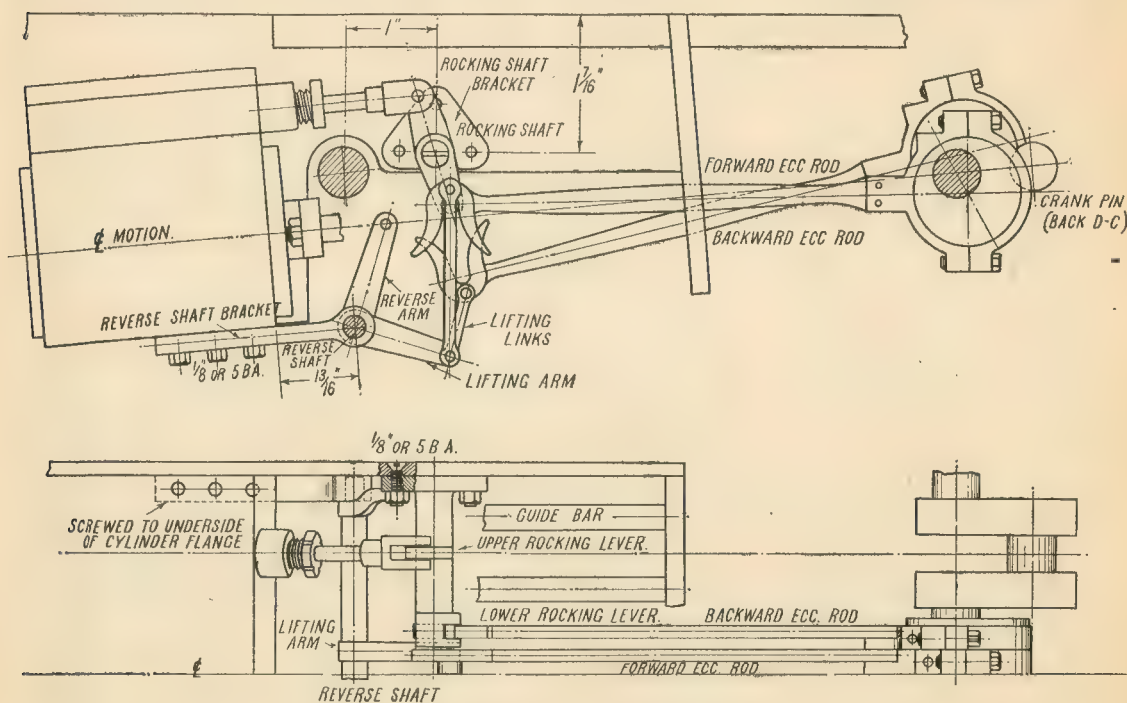 1"
1 7/16"
ROCKING SHAFT
BRACKET
ROCKING SHAFT
FORWARD ECC ROD
CRANK PIN
(BACK D-C)
BACKWARD ECC ROD
℄ MOTION.
REVERSE
ARM
REVERSE SHAFT BRACKET
LIFTING
LINKS
REVERSE
SHAFT
1/8" OR 5BA.
13/16"
LIFTING ARM
1/8" OR 5 B A.
GUIDE BAR
SCREWED TO UNDERSIDE
OF CYLINDER FLANGE
UPPER ROCKING LEVER.
LOWER ROCKING LEVER.
BACKWARD ECC. ROD
LIFTING
ARM
℄
FORWARD ECC. ROD
REVERSE SHAFT